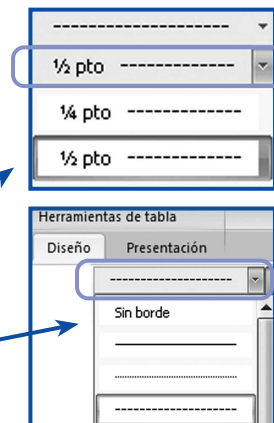 ½ pto
¼ pto
½ pto
Herramientas de tabla
Diseño Presentación
Sin borde